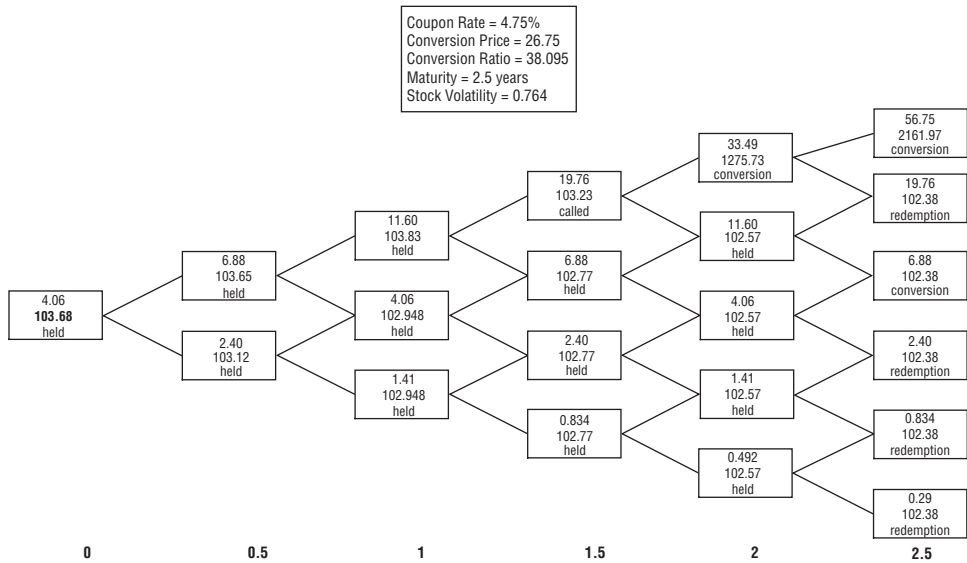 Coupon Rate = 4.75%
Conversion Price = 26.75
Conversion Ratio = 38.095
Maturity = 2.5 years
Stock Volatility = 0.764
4.06
103.68
held
6.88
103.65
held
2.40
103.12
held
11.60
103.83
held
4.06
102.948
held
1.41
102.948
held
19.76
103.23
called
6.88
102.77
held
2.40
102.77
held
0.834
102.77
held
33.49
1275.73
conversion
11.60
102.57
held
4.06
102.57
held
1.41
102.57
held
0.492
102.57
held
56.75
2161.97
conversion
19.76
102.38
redemption
6.88
102.38
conversion
2.40
102.38
redemption
0.834
102.38
redemption
0.29
102.38
redemption
0 0.5 1 1.5 2 2.5